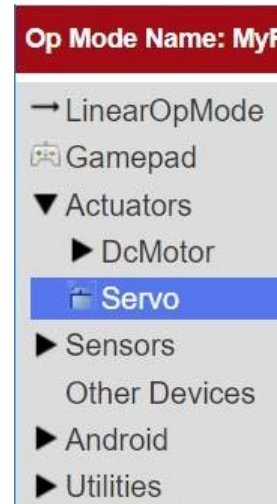 Op Mode Name: MyF
LinearOpMode
Gamepad
Actuators
DcMotor
Servo
Sensors
Other Devices
Android
Utilities